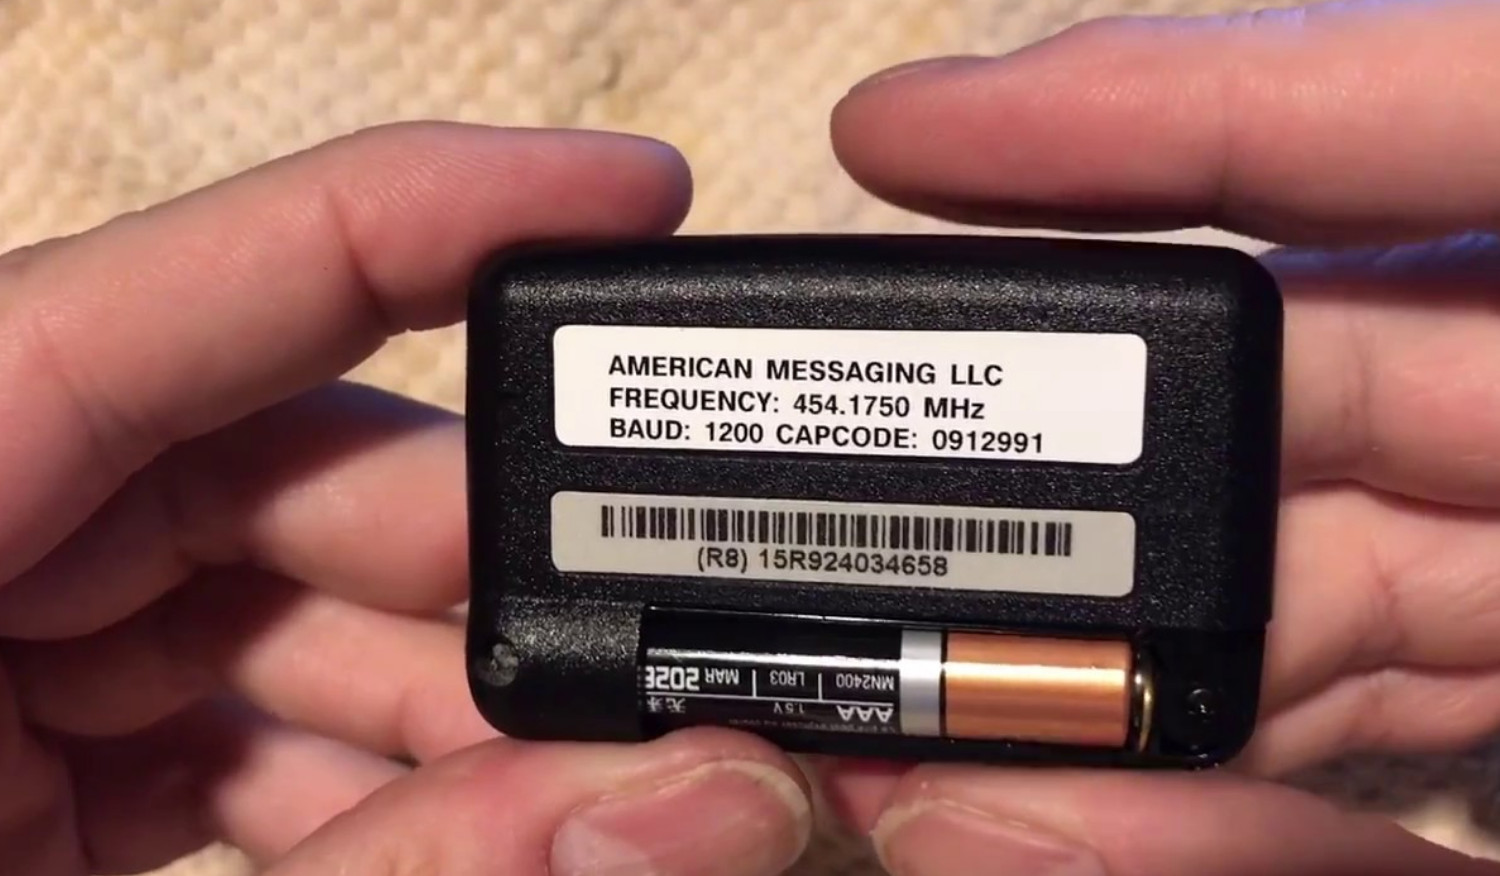 AMERICAN MESSAGING LLC
FREQUENCY: 454.1750 MHz
BAUD: 1200 CAPCODE: 0912991
(R8) 15R924034658
AAA 1.5V
MN2400 | LR03 | MAR